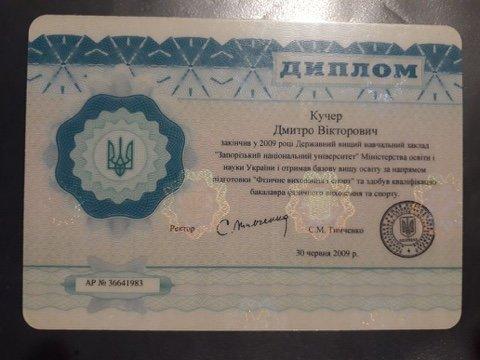 ДИПЛОМ
Кучер
Дмитро Вікторович
закінчив у 2009 році Державний вищий навчальний заклад
"Запорізький національний університет" Міністерства освіти і
науки України і отримав базову вищу освіту за напрямом
підготовки "Фізичне виховання і спорт" та здобув кваліфікацію
бакалавра фізичного виховання та спорту.
Ректор С.М. Тимченко
30 червня 2009 р.
АР № 36641983